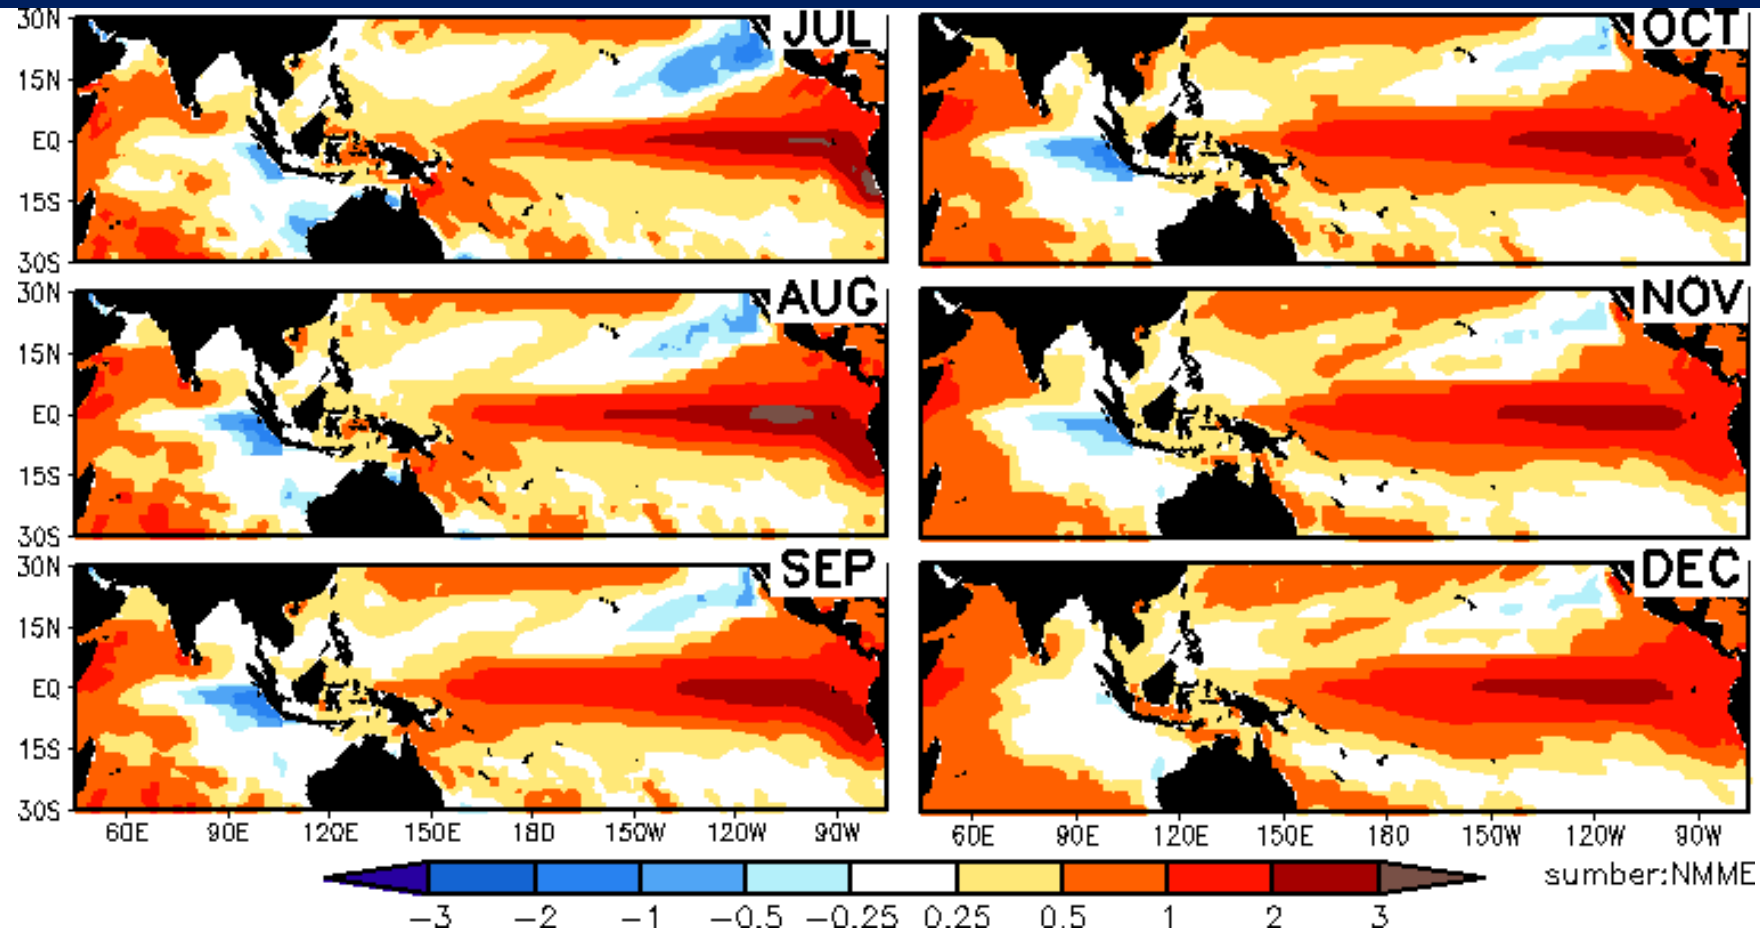 JUL
OCT
30N
15N
EQ
15S
30S
AUG
NOV
30N
15N
EQ
15S
30S
SEP
DEC
30N
15N
EQ
15S
30S
60E 90E 120E 150E 180 150W 120W 90W
60E 90E 120E 150E 180 150W 120W 90W
sumber:NMME
−3 −2 −1 −0.5 −0.25 0.25 0.5 1 2 3